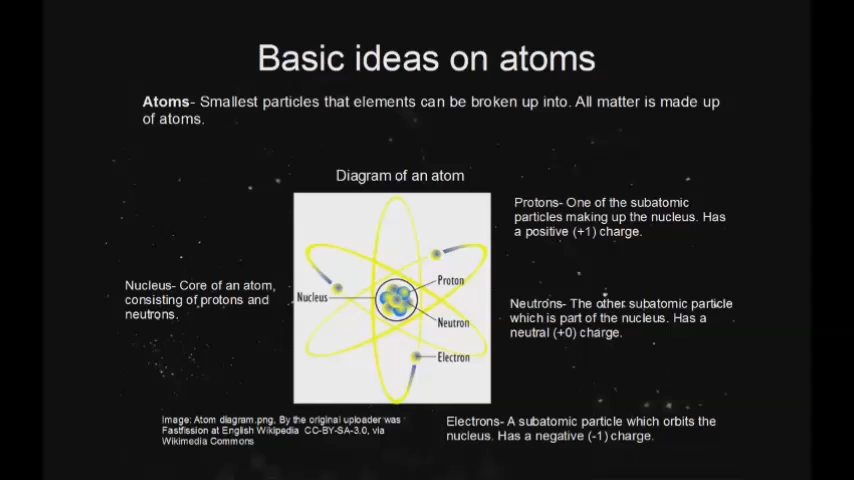 Basic ideas on atoms
Atoms- Smallest particles that elements can be broken up into. All matter is made up
of atoms.
Diagram of an atom
Protons- One of the subatomic
particles making up the nucleus. Has
a positive (+1) charge.
Nucleus- Core of an atom,
consisting of protons and
neutrons.
Nucleus
Proton
Neutron
Electron
Neutrons- The other subatomic particle
which is part of the nucleus. Has a
neutral (+0) charge.
Image: Atom diagram.png, By the original uploader was
Fastfission at English Wikipedia CC-BY-SA-3.0, via
Wikimedia Commons
Electrons- A subatomic particle which orbits the
nucleus. Has a negative (-1) charge.